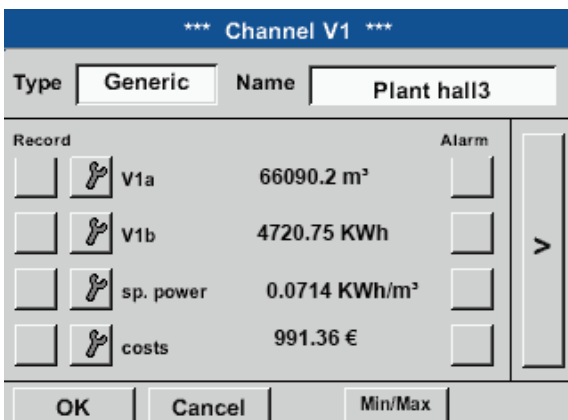 *** Channel V1 ***
Type Generic Name Plant hall3
Record Alarm
V1a 66090.2 m³
V1b 4720.75 KWh
>
sp. power 0.0714 KWh/m³
costs 991.36 €
OK Cancel Min/Max